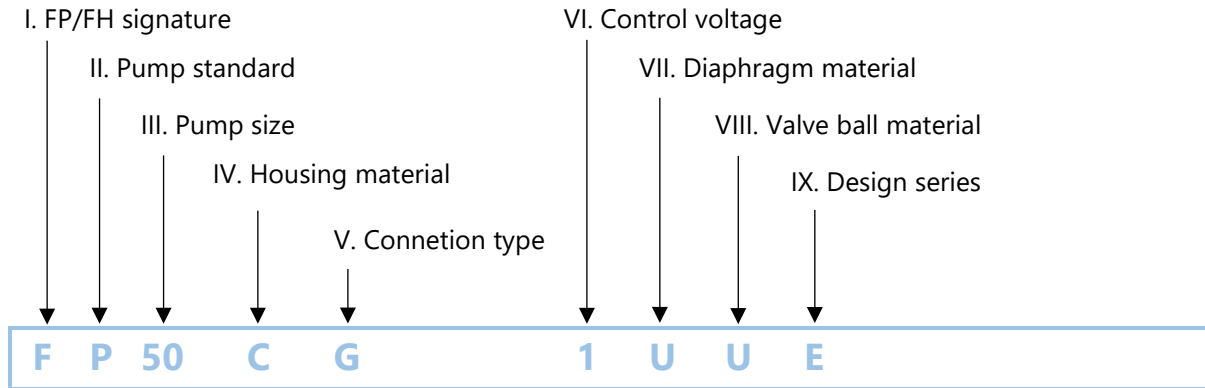 I. FP/FH signature
VI. Control voltage
II. Pump standard
VII. Diaphragm material
III. Pump size
VIII. Valve ball material
IV. Housing material
IX. Design series
V. Connetion type
F P 50 C G 1 U U E